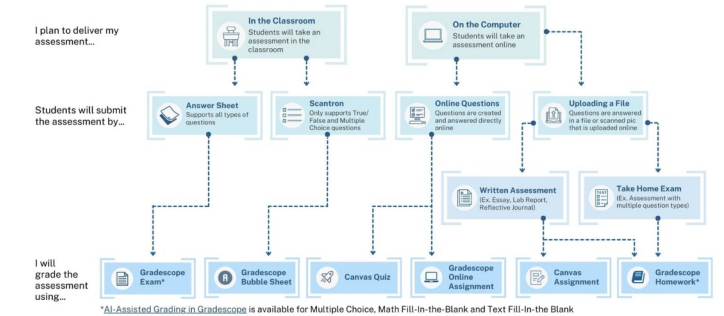 I plan to deliver my
assessment...
In the Classroom
Students will take an
assessment in the
classroom
On the Computer
Students will take an
assessment online
Students will submit
the assessment by...
Answer Sheet
Supports all types of
questions
Scantron
Only supports True/
False and Multiple
Choice questions
Online Questions
Questions are created
and answered directly
online
Uploading a File
Questions are answered
in a file or scanned pic
that is uploaded online
Written Assessment
(Ex. Essay, Lab Report,
Reflective Journal)
TEST
Take Home Exam
(Ex. Assessment with
multiple question types)
I will
grade the
assessment
using...
Gradescope
Exam*
R
Gradescope
Bubble Sheet
Canvas Quiz
Gradescope
Online
Assignment
Canvas
Assignment
Gradescope
Homework*
*AI-Assisted Grading in Gradescope is available for Multiple Choice, Math Fill-In-the-Blank and Text Fill-In-the Blank